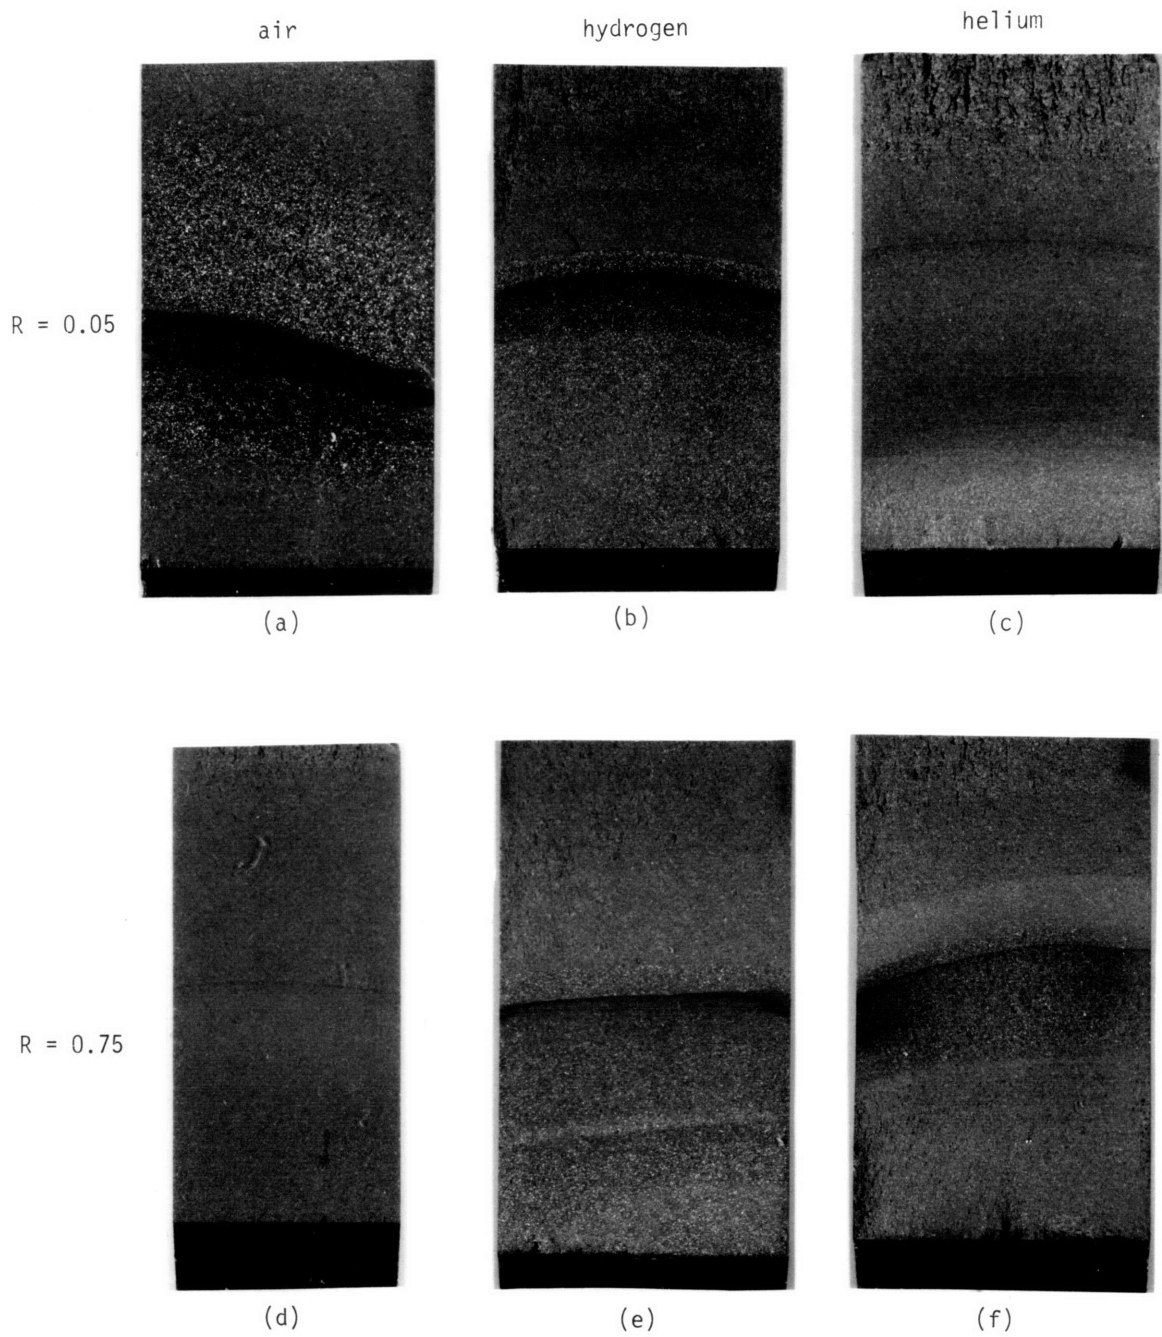 air hydrogen helium
R = 0.05
(a) (b) (c)
R = 0.75
(d) (e) (f)